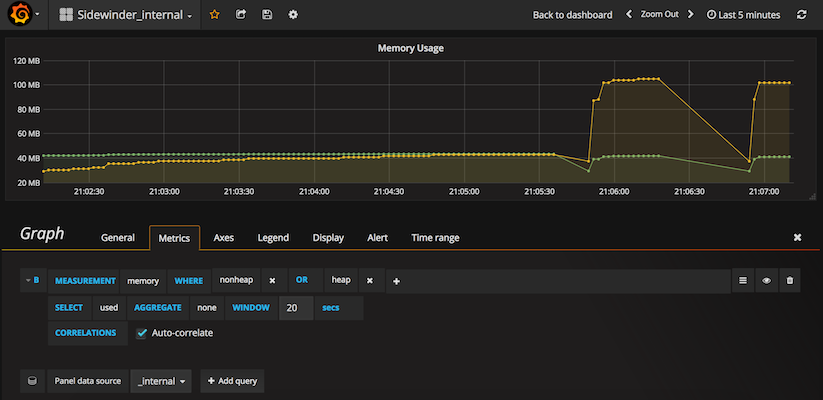 Sidewinder_internal
Back to dashboard Zoom Out Last 5 minutes
Memory Usage
120 MB
100 MB
80 MB
60 MB
40 MB
20 MB
21:02:30 21:03:00 21:03:30 21:04:00 21:04:30 21:05:00 21:05:30 21:06:00 21:06:30 21:07:00
Graph General Metrics Axes Legend Display Alert Time range
B MEASUREMENT memory WHERE nonheap OR heap
SELECT used AGGREGATE none WINDOW 20 secs
CORRELATIONS Auto-correlate
Panel data source _internal Add query